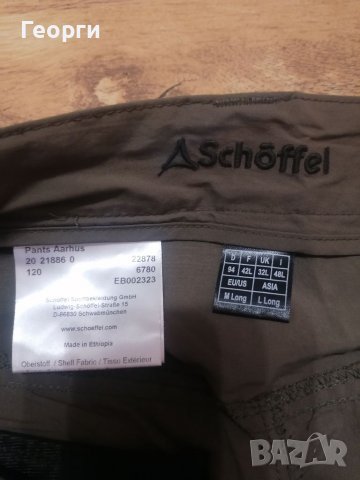 Георги
Schöffel
Pants Aarhus
20 21886 0 22878
120 6780
EB002323
Schöffel Sportbekleidung GmbH
Ludwig-Schöffel-Straße 15
D-86830 Schwabmünchen
www.schoeffel.com
Made in Ethiopia
Oberstoff / Shell Fabric / Tissu Extérieur
D F UK I
94 42L 32L 48L
EU/US ASIA
M Long L Long
BAZAR